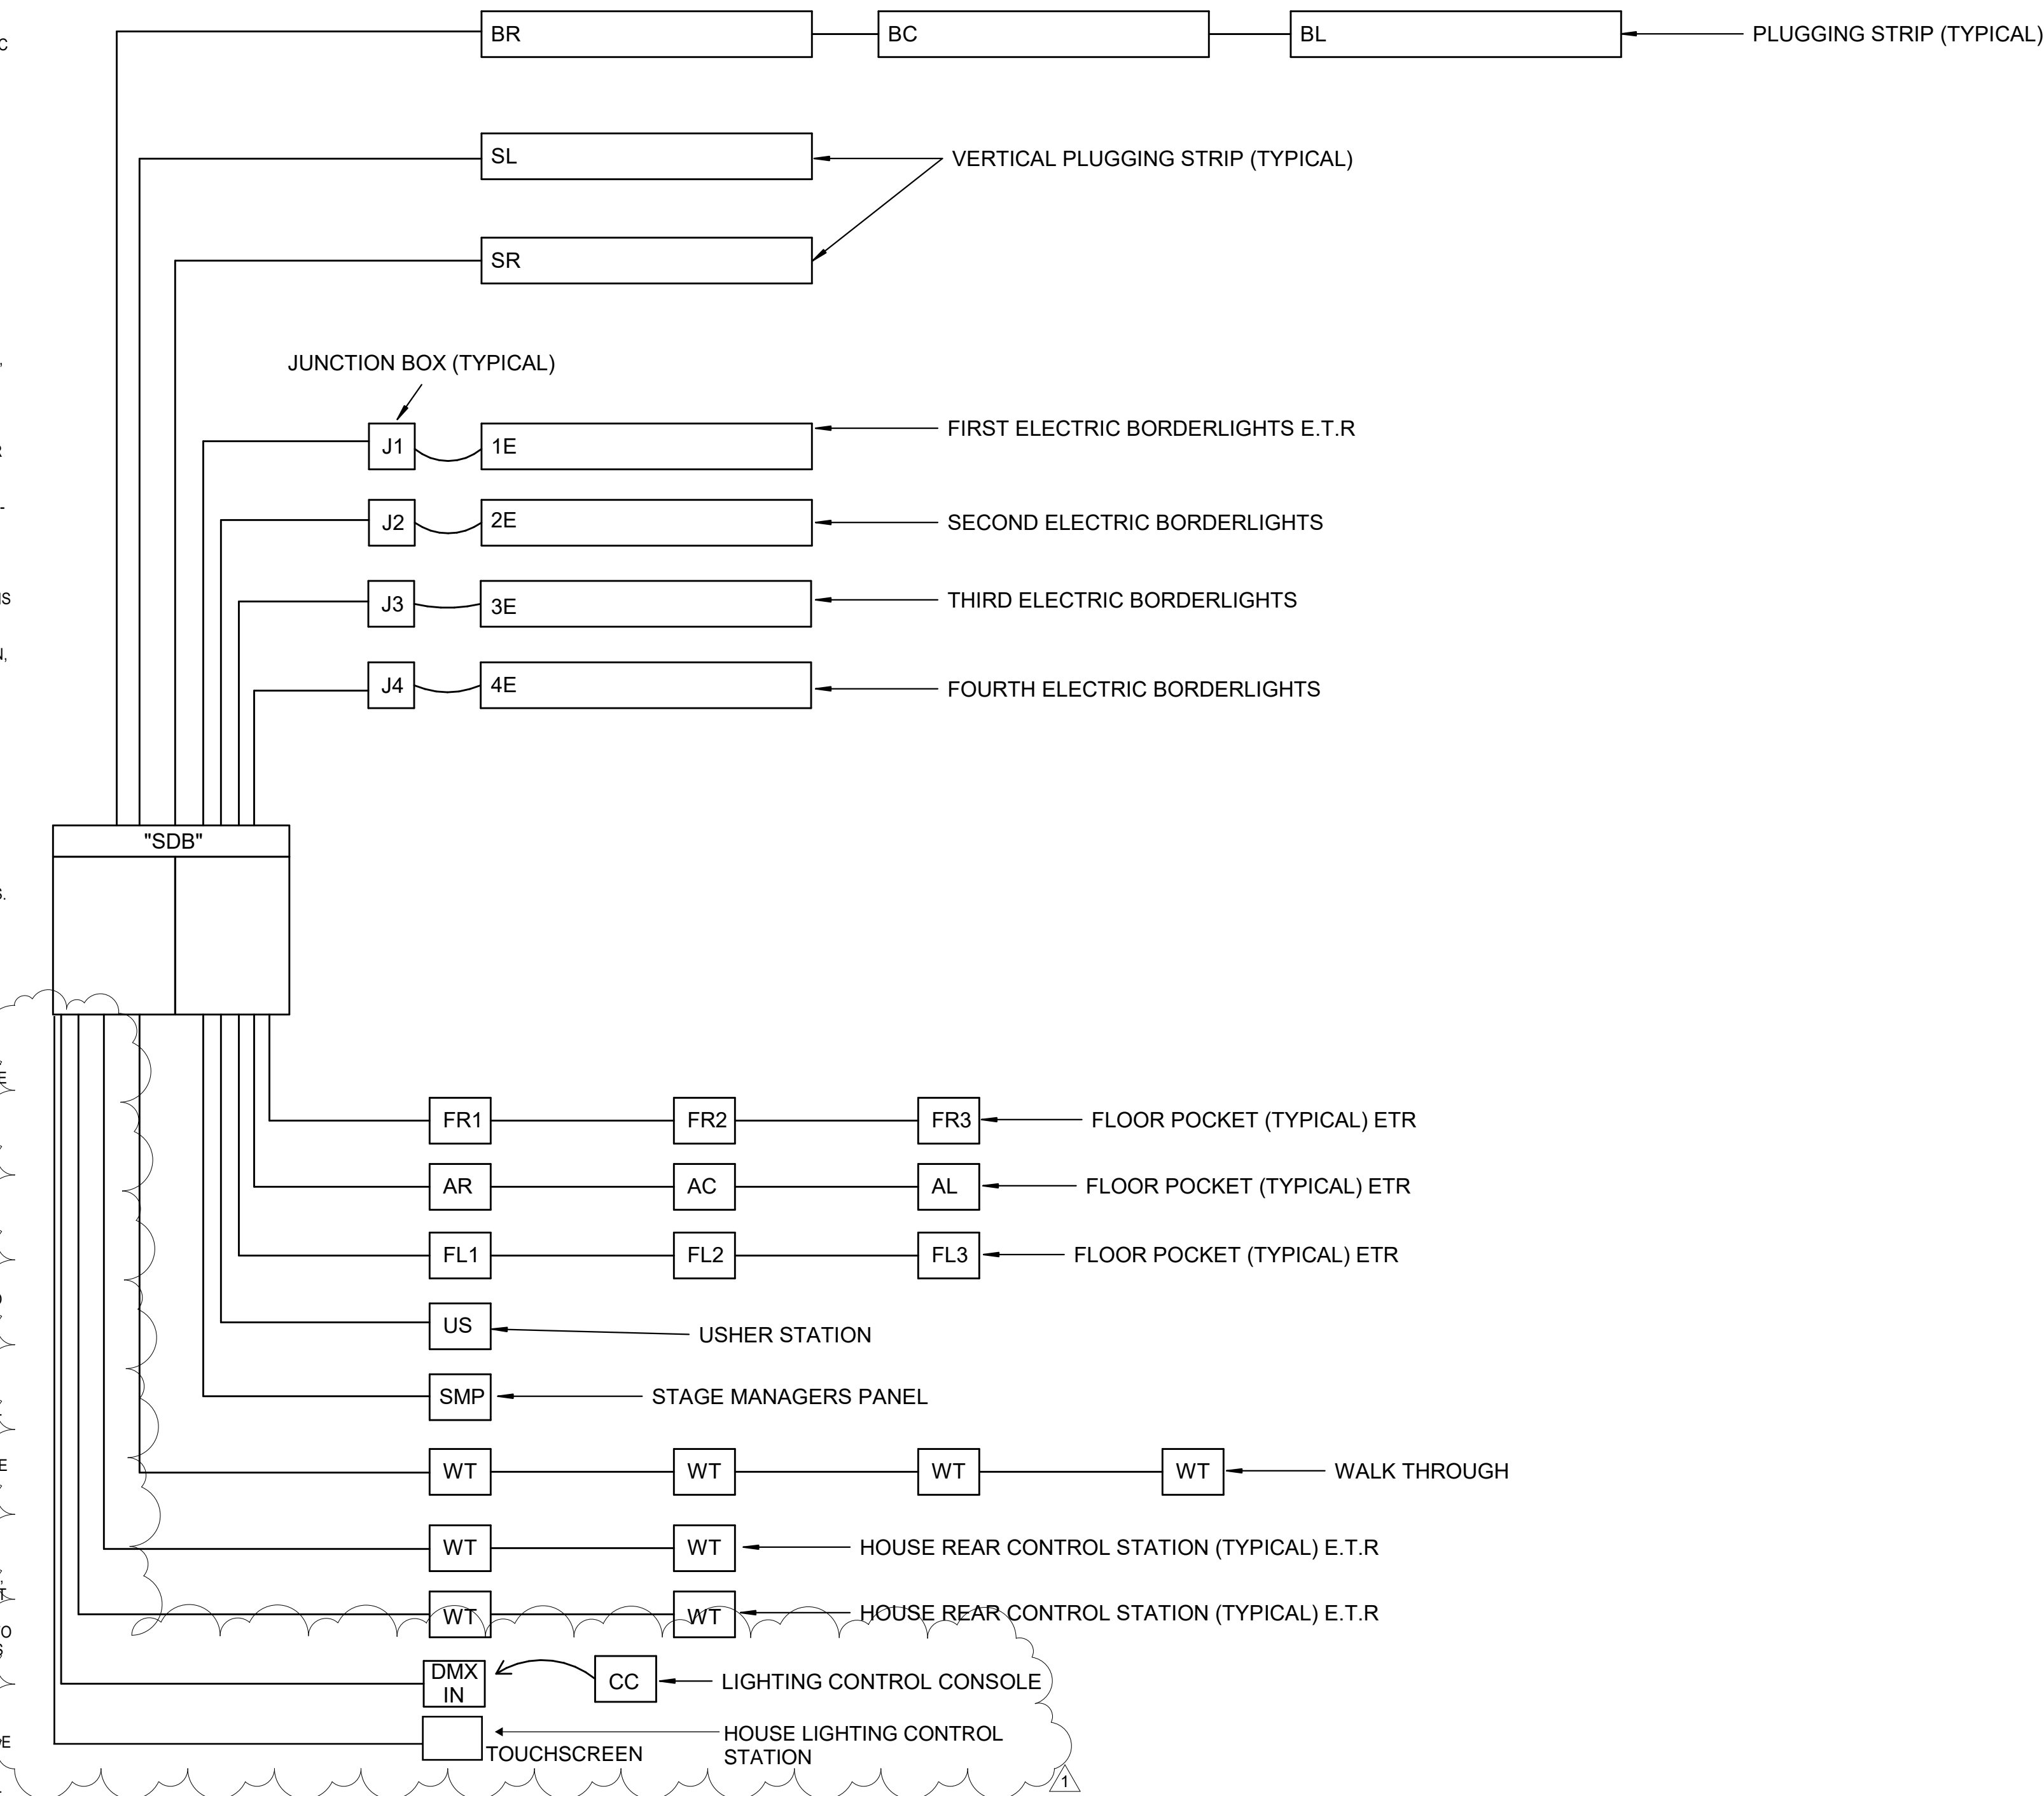 BR
BC
BL
PLUGGING STRIP (TYPICAL)
SL
VERTICAL PLUGGING STRIP (TYPICAL)
SR
JUNCTION BOX (TYPICAL)
J1
1E
FIRST ELECTRIC BORDERLIGHTS E.T.R
J2
2E
SECOND ELECTRIC BORDERLIGHTS
J3
3E
THIRD ELECTRIC BORDERLIGHTS
J4
4E
FOURTH ELECTRIC BORDERLIGHTS
"SDB"
FR1
FR2
FR3
FLOOR POCKET (TYPICAL) ETR
AR
AC
AL
FLOOR POCKET (TYPICAL) ETR
FL1
FL2
FL3
FLOOR POCKET (TYPICAL) ETR
US
USHER STATION
SMP
STAGE MANAGERS PANEL
WT
WT
WT
WT
WALK THROUGH
WT
WT
HOUSE REAR CONTROL STATION (TYPICAL) E.T.R
WT
WT
HOUSE REAR CONTROL STATION (TYPICAL) E.T.R
DMX
IN
CC
LIGHTING CONTROL CONSOLE
TOUCHSCREEN
HOUSE LIGHTING CONTROL
STATION
1